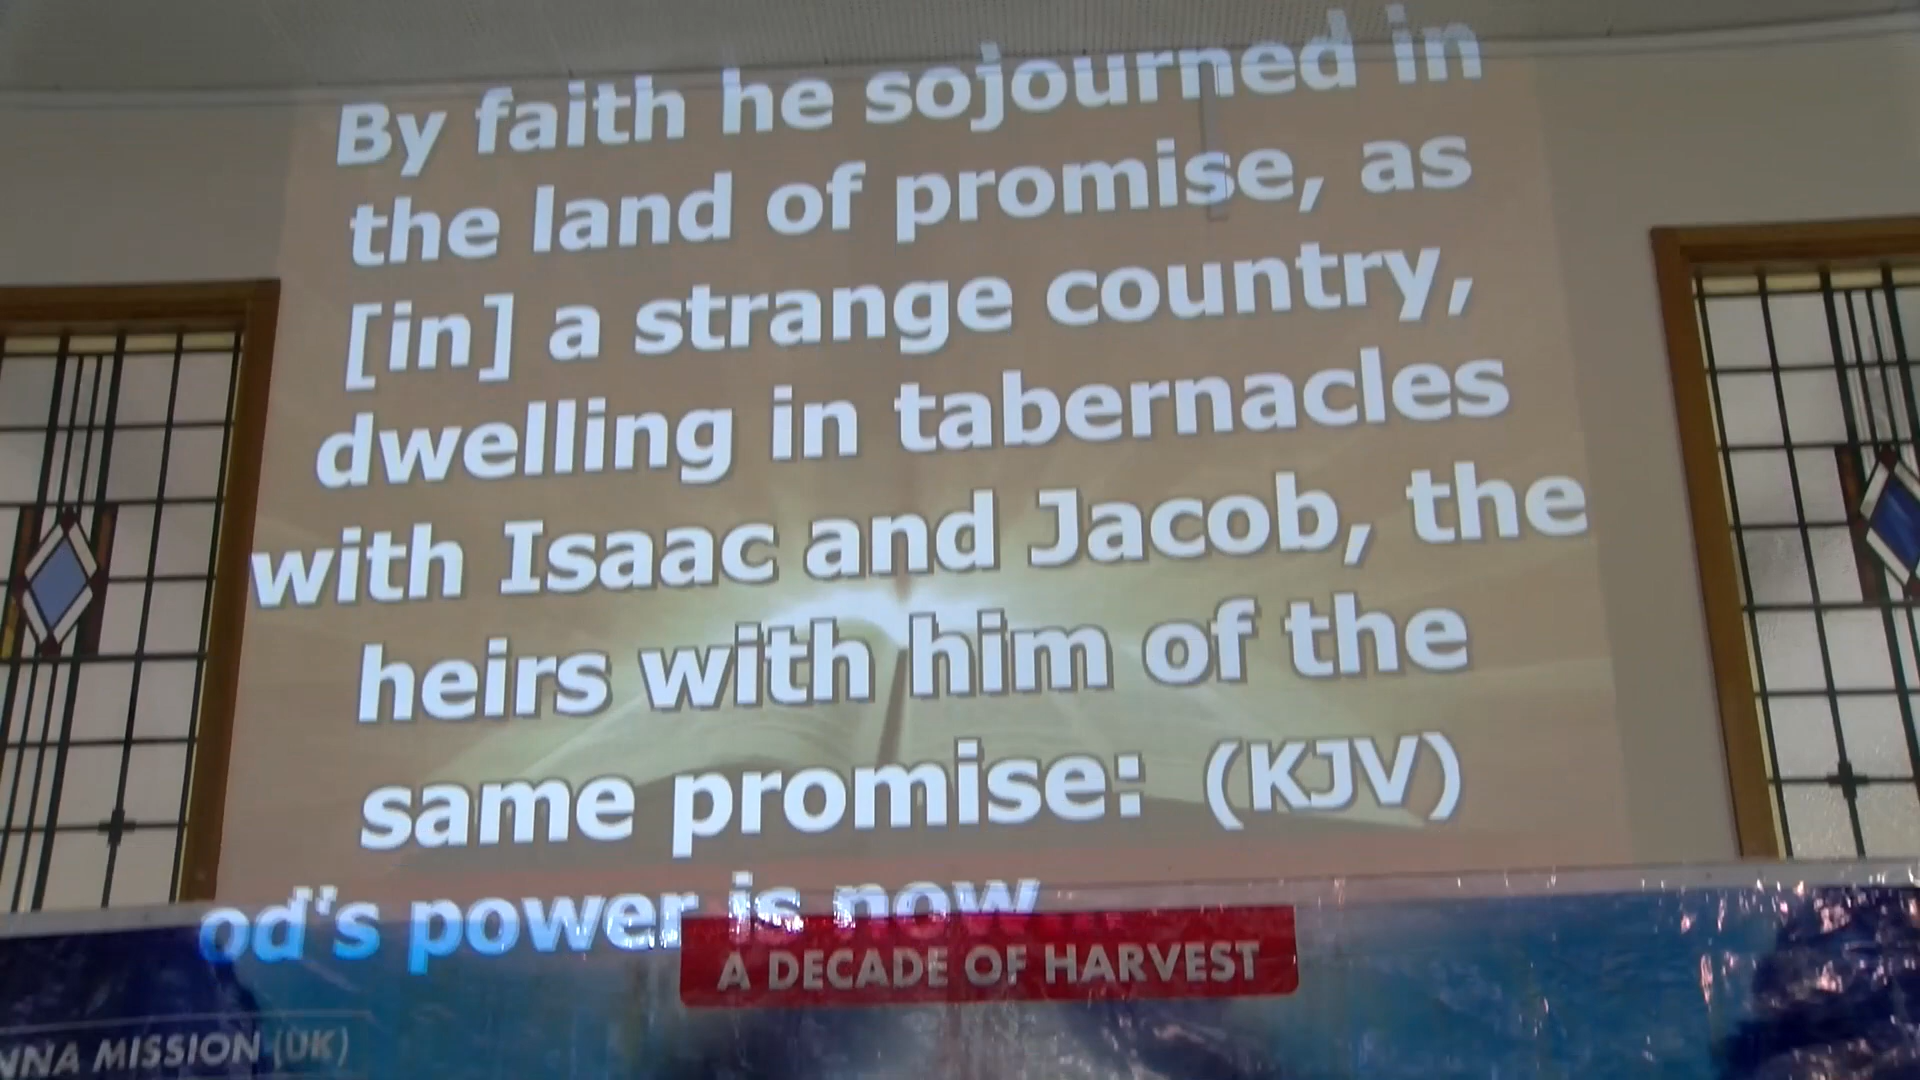 By faith he sojourned in
the land of promise, as
[in] a strange country,
dwelling in tabernacles
with Isaac and Jacob, the
heirs with him of the
same promise: (KJV)
od's power is now
A DECADE OF HARVEST
NNA MISSION (UK)